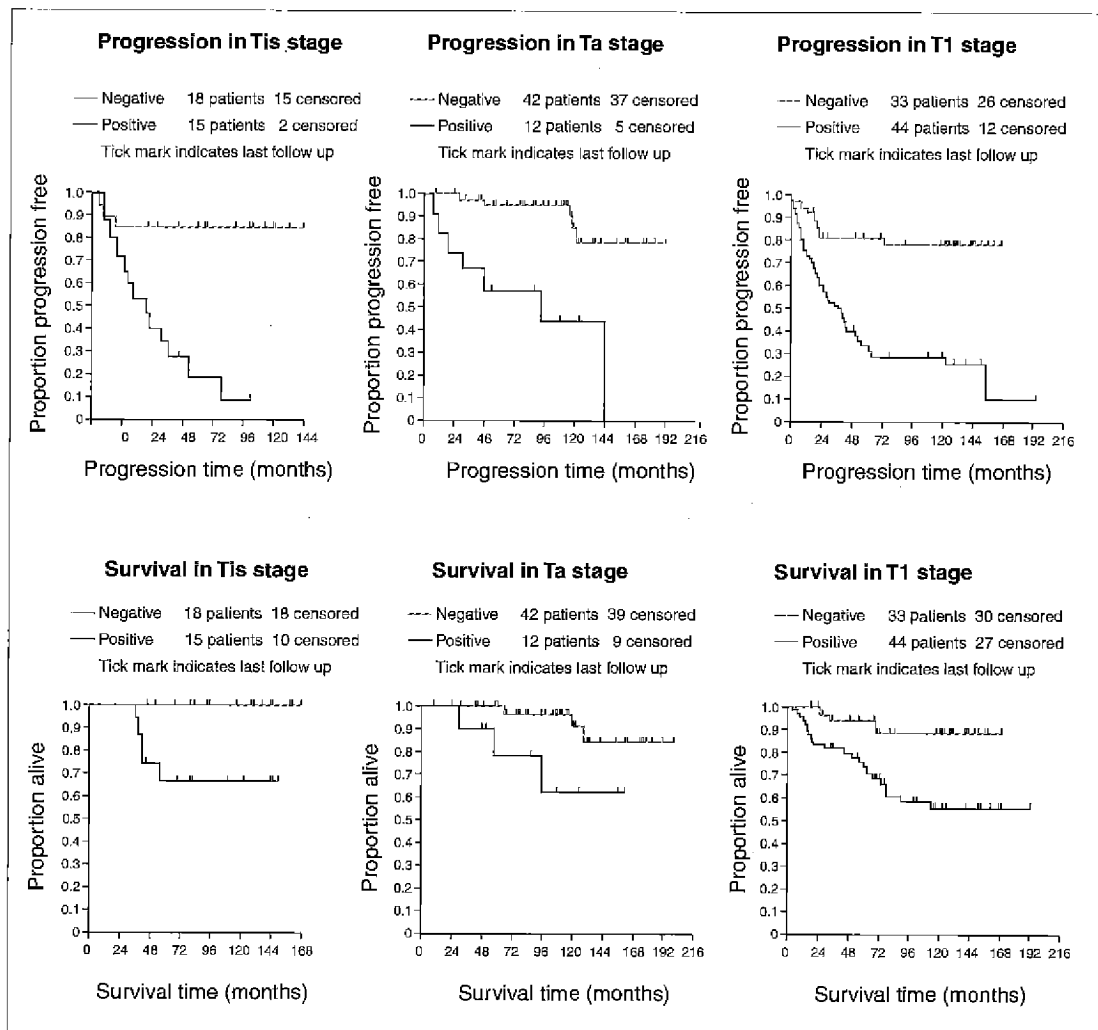 Progression in Tis stage
Negative 18 patients 15 censored
Positive 15 patients 2 censored
Tick mark indicates last follow up
Proportion progression free
1.0
0.9
0.8
0.7
0.6
0.5
0.4
0.3
0.2
0.1
0
0 24 48 72 96 120 144
Progression time (months)
Progression in Ta stage
Negative 42 patients 37 censored
Positive 12 patients 5 censored
Tick mark indicates last follow up
Proportion progression free
1.0
0.9
0.8
0.7
0.6
0.5
0.4
0.3
0.2
0.1
0
0 24 48 72 96 120 144 168 192 216
Progression time (months)
Progression in T1 stage
Negative 33 patients 26 censored
Positive 44 patients 12 censored
Tick mark indicates last follow up
Proportion progression free
1.0
0.9
0.8
0.7
0.6
0.5
0.4
0.3
0.2
0.1
0
0 24 48 72 96 120 144 168 192 216
Progression time (months)
Survival in Tis stage
Negative 18 patients 18 censored
Positive 15 patients 10 censored
Tick mark indicates last follow up
Proportion alive
1.0
0.9
0.8
0.7
0.6
0.5
0.4
0.3
0.2
0.1
0
0 24 48 72 96 120 144 168
Survival time (months)
Survival in Ta stage
Negative 42 patients 39 censored
Positive 12 patients 9 censored
Tick mark indicates last follow up
Proportion alive
1.0
0.9
0.8
0.7
0.6
0.5
0.4
0.3
0.2
0.1
0
0 24 48 72 96 120 144 168 192 216
Survival time (months)
Survival in T1 stage
Negative 33 patients 30 censored
Positive 44 patients 27 censored
Tick mark indicates last follow up
Proportion alive
1.0
0.9
0.8
0.7
0.6
0.5
0.4
0.3
0.2
0.1
0
0 24 48 72 96 120 144 168 192 216
Survival time (months)